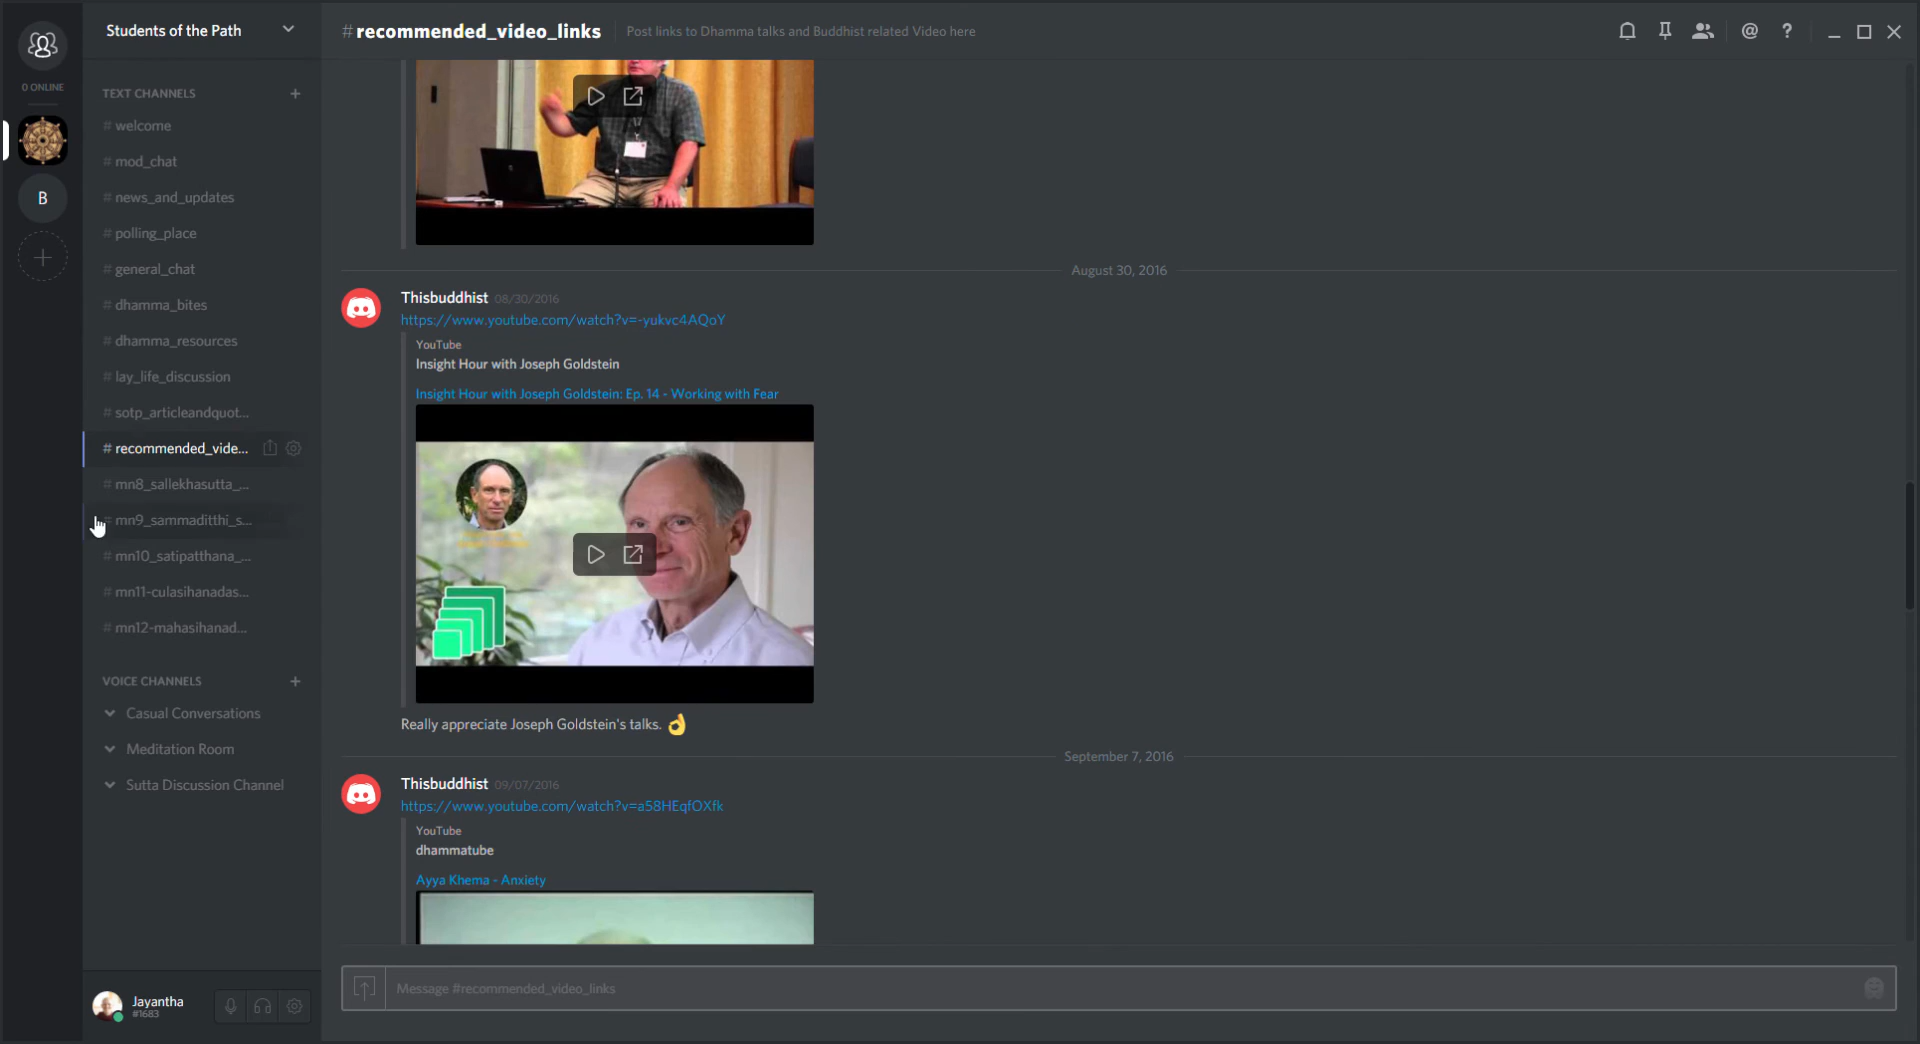 0 ONLINE
B
Students of the Path
TEXT CHANNELS
# welcome
# mod_chat
# news_and_updates
# polling_place
# general_chat
# dhamma_bites
# dhamma_resources
# lay_life_discussion
# sotp_articleandquot...
# recommended_vide...
# mn8_sallekhasutta_...
# mn9_sammaditthi_s...
# mn10_satipatthana_...
# mn11-culasihanadas...
# mn12-mahasihanad...
VOICE CHANNELS
Casual Conversations
Meditation Room
Sutta Discussion Channel
Jayantha
#1683
#recommended_video_links Post links to Dhamma talks and Buddhist related Video here
August 30, 2016
Thisbuddhist 08/30/2016
https://www.youtube.com/watch?v=-yukvc4AQoY
YouTube
Insight Hour with Joseph Goldstein
Insight Hour with Joseph Goldstein: Ep. 14 - Working with Fear
Really appreciate Joseph Goldstein's talks. 👌
September 7, 2016
Thisbuddhist 09/07/2016
https://www.youtube.com/watch?v=a58HEqfOXfk
YouTube
dhammatube
Ayya Khema - Anxiety
Message #recommended_video_links